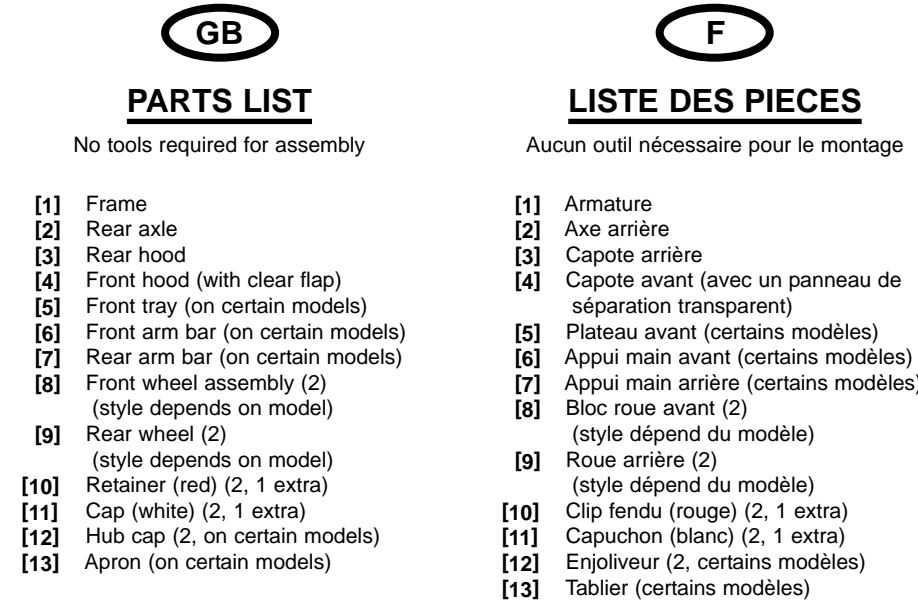 GB
PARTS LIST
No tools required for assembly
[1] Frame
[2] Rear axle
[3] Rear hood
[4] Front hood (with clear flap)
[5] Front tray (on certain models)
[6] Front arm bar (on certain models)
[7] Rear arm bar (on certain models)
[8] Front wheel assembly (2)
(style depends on model)
[9] Rear wheel (2)
(style depends on model)
[10] Retainer (red) (2, 1 extra)
[11] Cap (white) (2, 1 extra)
[12] Hub cap (2, on certain models)
[13] Apron (on certain models)
F
LISTE DES PIECES
Aucun outil nécessaire pour le montage
[1] Armature
[2] Axe arrière
[3] Capote arrière
[4] Capote avant (avec un panneau de
séparation transparent)
[5] Plateau avant (certains modèles)
[6] Appui main avant (certains modèles)
[7] Appui main arrière (certains modèles)
[8] Bloc roue avant (2)
(style dépend du modèle)
[9] Roue arrière (2)
(style dépend du modèle)
[10] Clip fendu (rouge) (2, 1 extra)
[11] Capuchon (blanc) (2, 1 extra)
[12] Enjoliveur (2, certains modèles)
[13] Tablier (certains modèles)